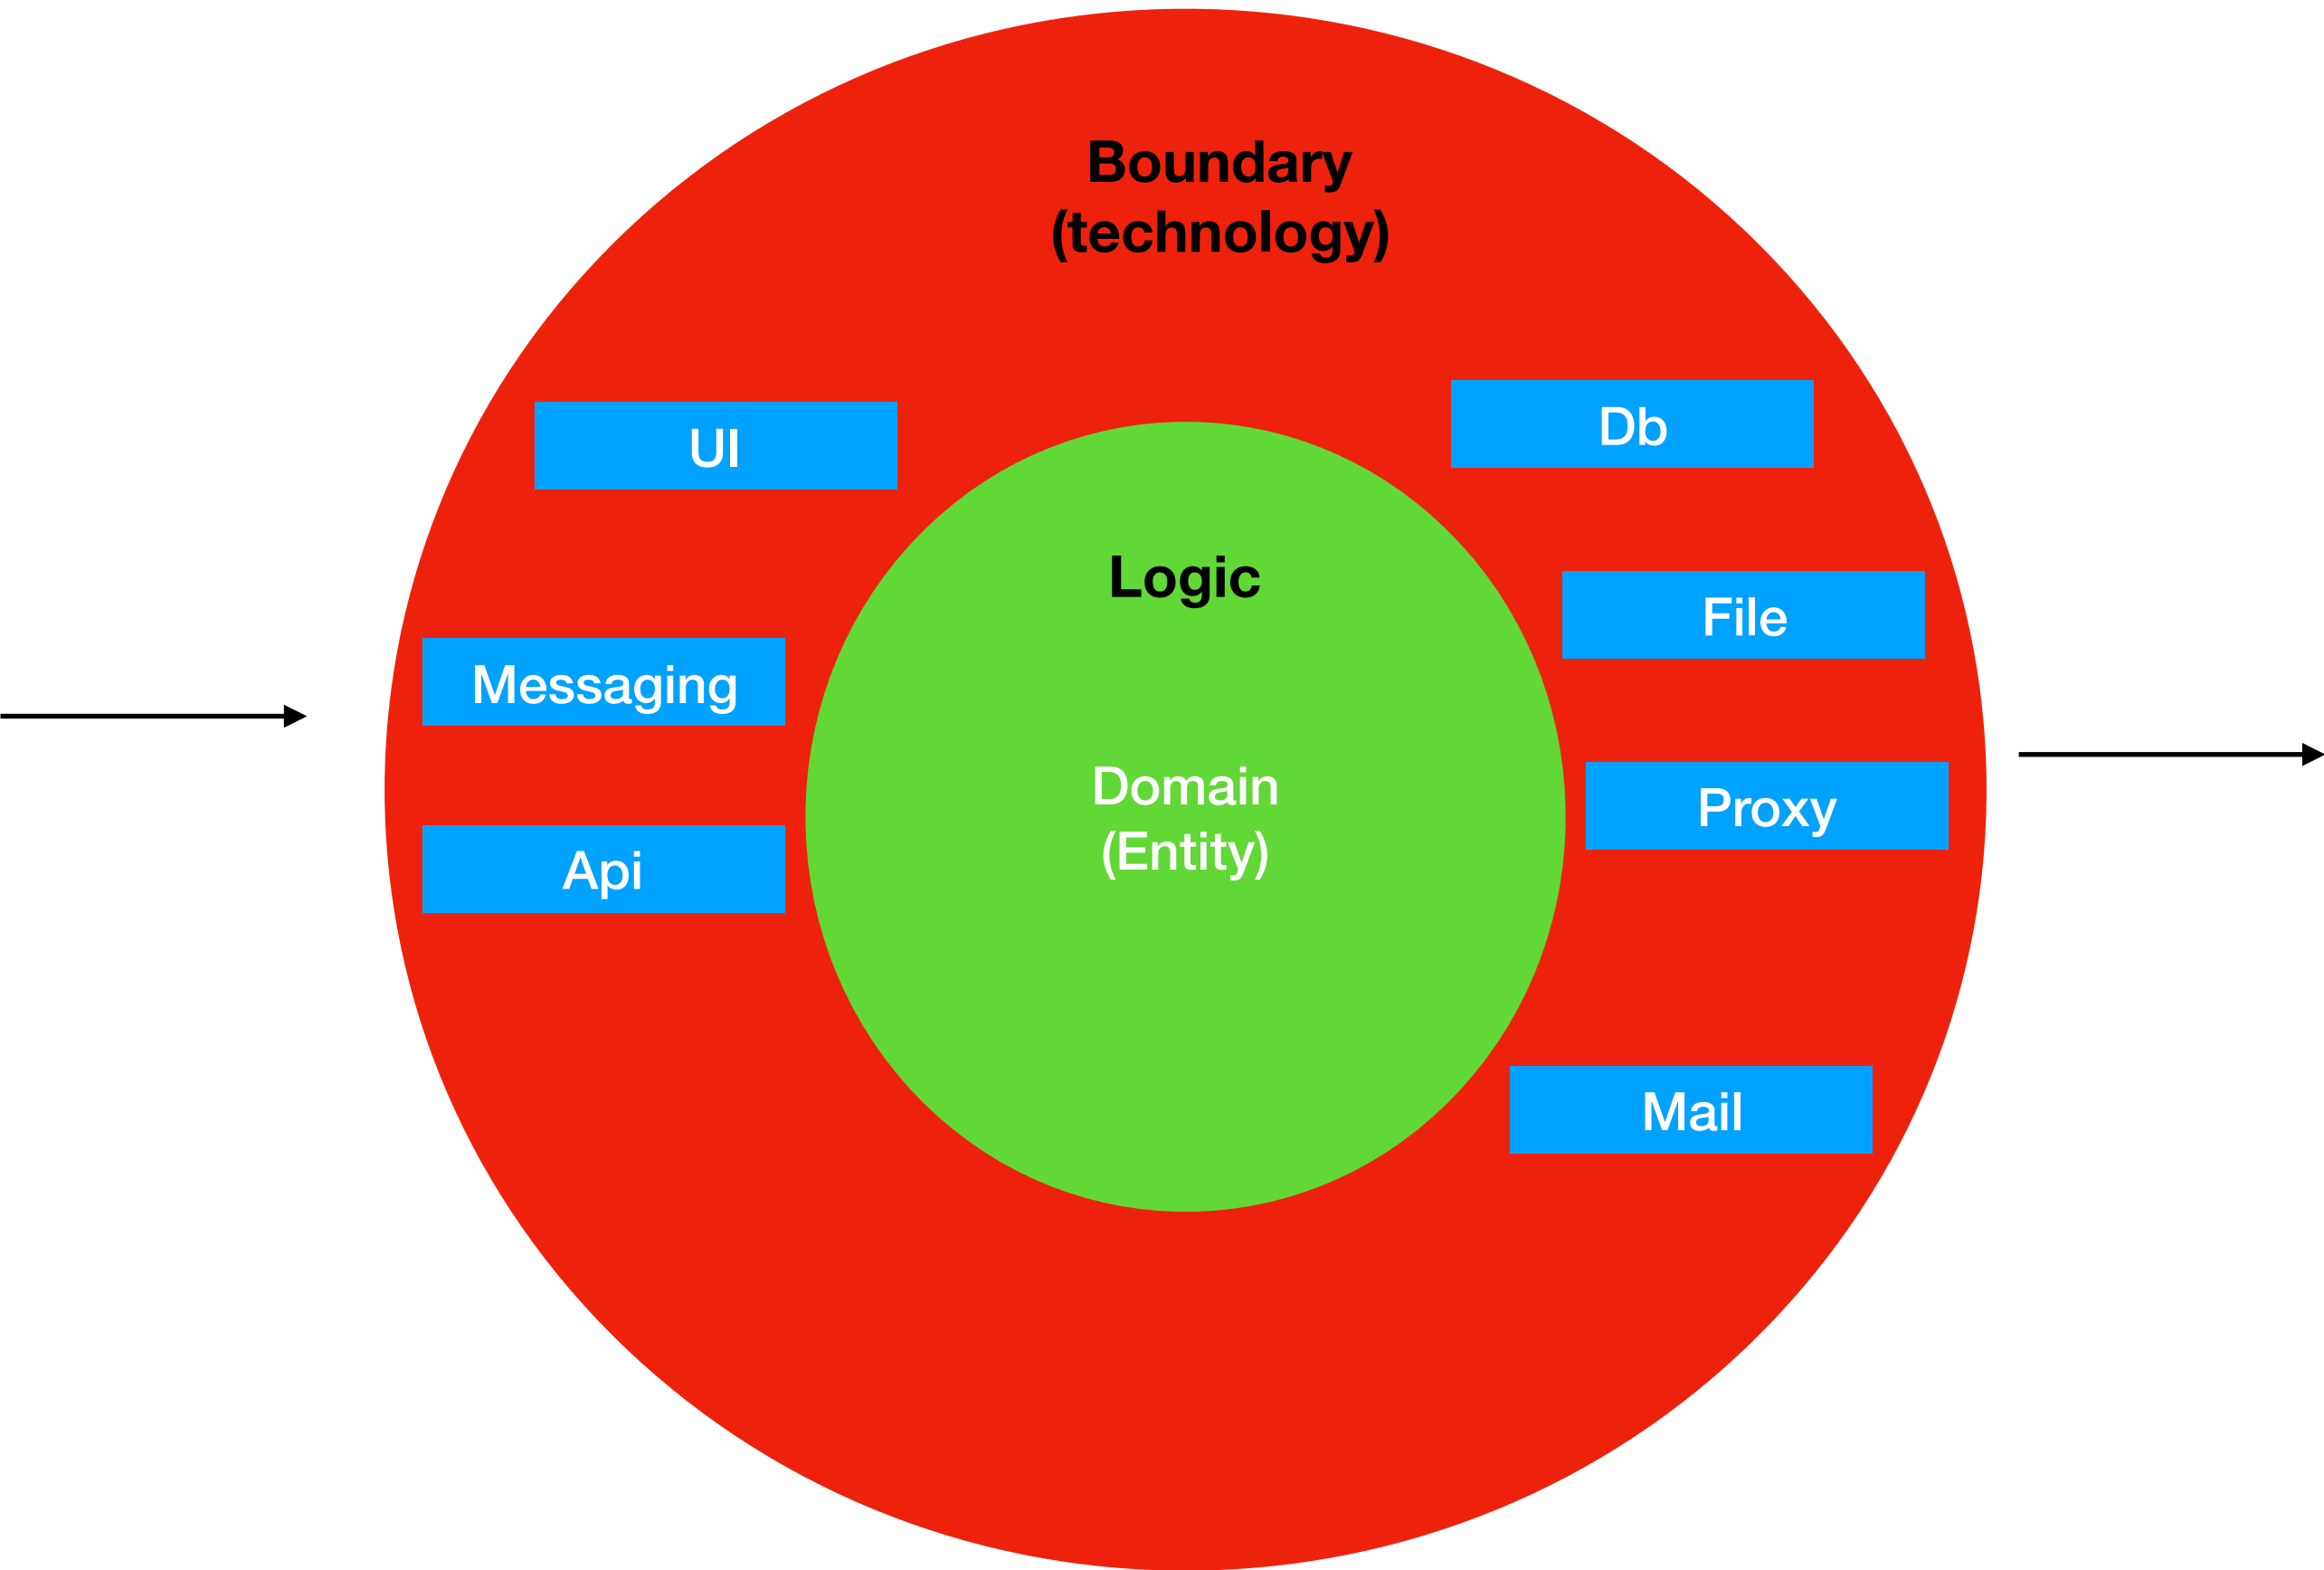 Boundary
(technology)
UI
Db
Logic
File
Messaging
Domain
(Entity)
Proxy
Api
Mail